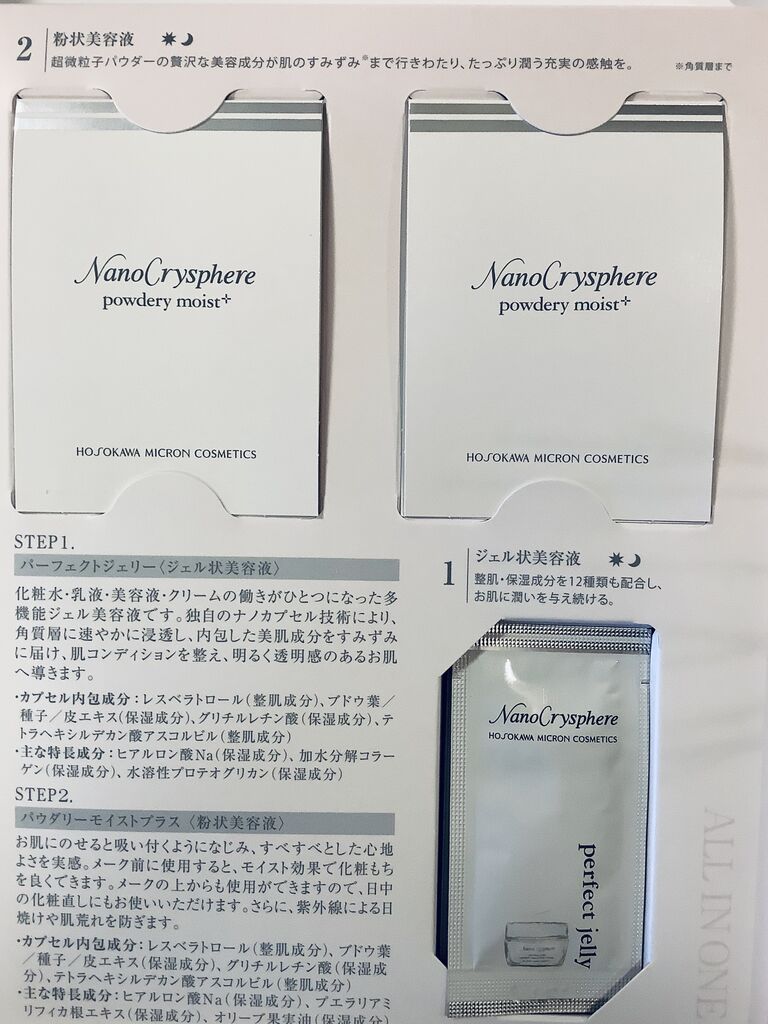 2
粉状美容液
超微粒子パウダーの贅沢な美容成分が肌のすみずみ※まで行きわたり、たっぷり潤う充実の感触を。
※角質層まで
NanoCrysphere
powdery moist+
HOSOKAWA MICRON COSMETICS
NanoCrysphere
powdery moist+
HOSOKAWA MICRON COSMETICS
STEP1.
パーフェクトジェリー〈ジェル状美容液〉
化粧水・乳液・美容液・クリームの働きがひとつになった多
機能ジェル美容液です。独自のナノカプセル技術により、
角質層に速やかに浸透し、内包した美肌成分をすみずみ
に届け、肌コンディションを整え、明るく透明感のあるお肌
へ導きます。
・カプセル内包成分：レスベラトロール（整肌成分）、ブドウ葉／
種子／皮エキス（保湿成分）、グリチルレチン酸（保湿成分）、テ
トラヘキシルデカン酸アスコルビル（整肌成分）
・主な特長成分：ヒアルロン酸Na（保湿成分）、加水分解コラー
ゲン（保湿成分）、水溶性プロテオグリカン（保湿成分）
STEP2.
パウダリーモイストプラス〈粉状美容液〉
お肌にのせると吸い付くようになじみ、すべすべとした心地
よさを実感。メーク前に使用すると、モイスト効果で化粧もち
を良くできます。メークの上からも使用ができますので、日中
の化粧直しにもお使いいただけます。さらに、紫外線による日
焼けや肌荒れを防ぎます。
・カプセル内包成分：レスベラトロール（整肌成分）、ブドウ葉
／種子／皮エキス（保湿成分）、グリチルレチン酸（保湿成
分）、テトラヘキシルデカン酸アスコルビル（整肌成分）
・主な特長成分：ヒアルロン酸Na（保湿成分）、プエラリアミ
リフィカ根エキス（保湿成分）、オリーブ果実油（保湿成分）
1
ジェル状美容液
整肌・保湿成分を12種類も配合し、
お肌に潤いを与え続ける。
NanoCrysphere
HOSOKAWA MICRON COSMETICS
perfect jelly
Nano Crysphere
ALL IN ONE